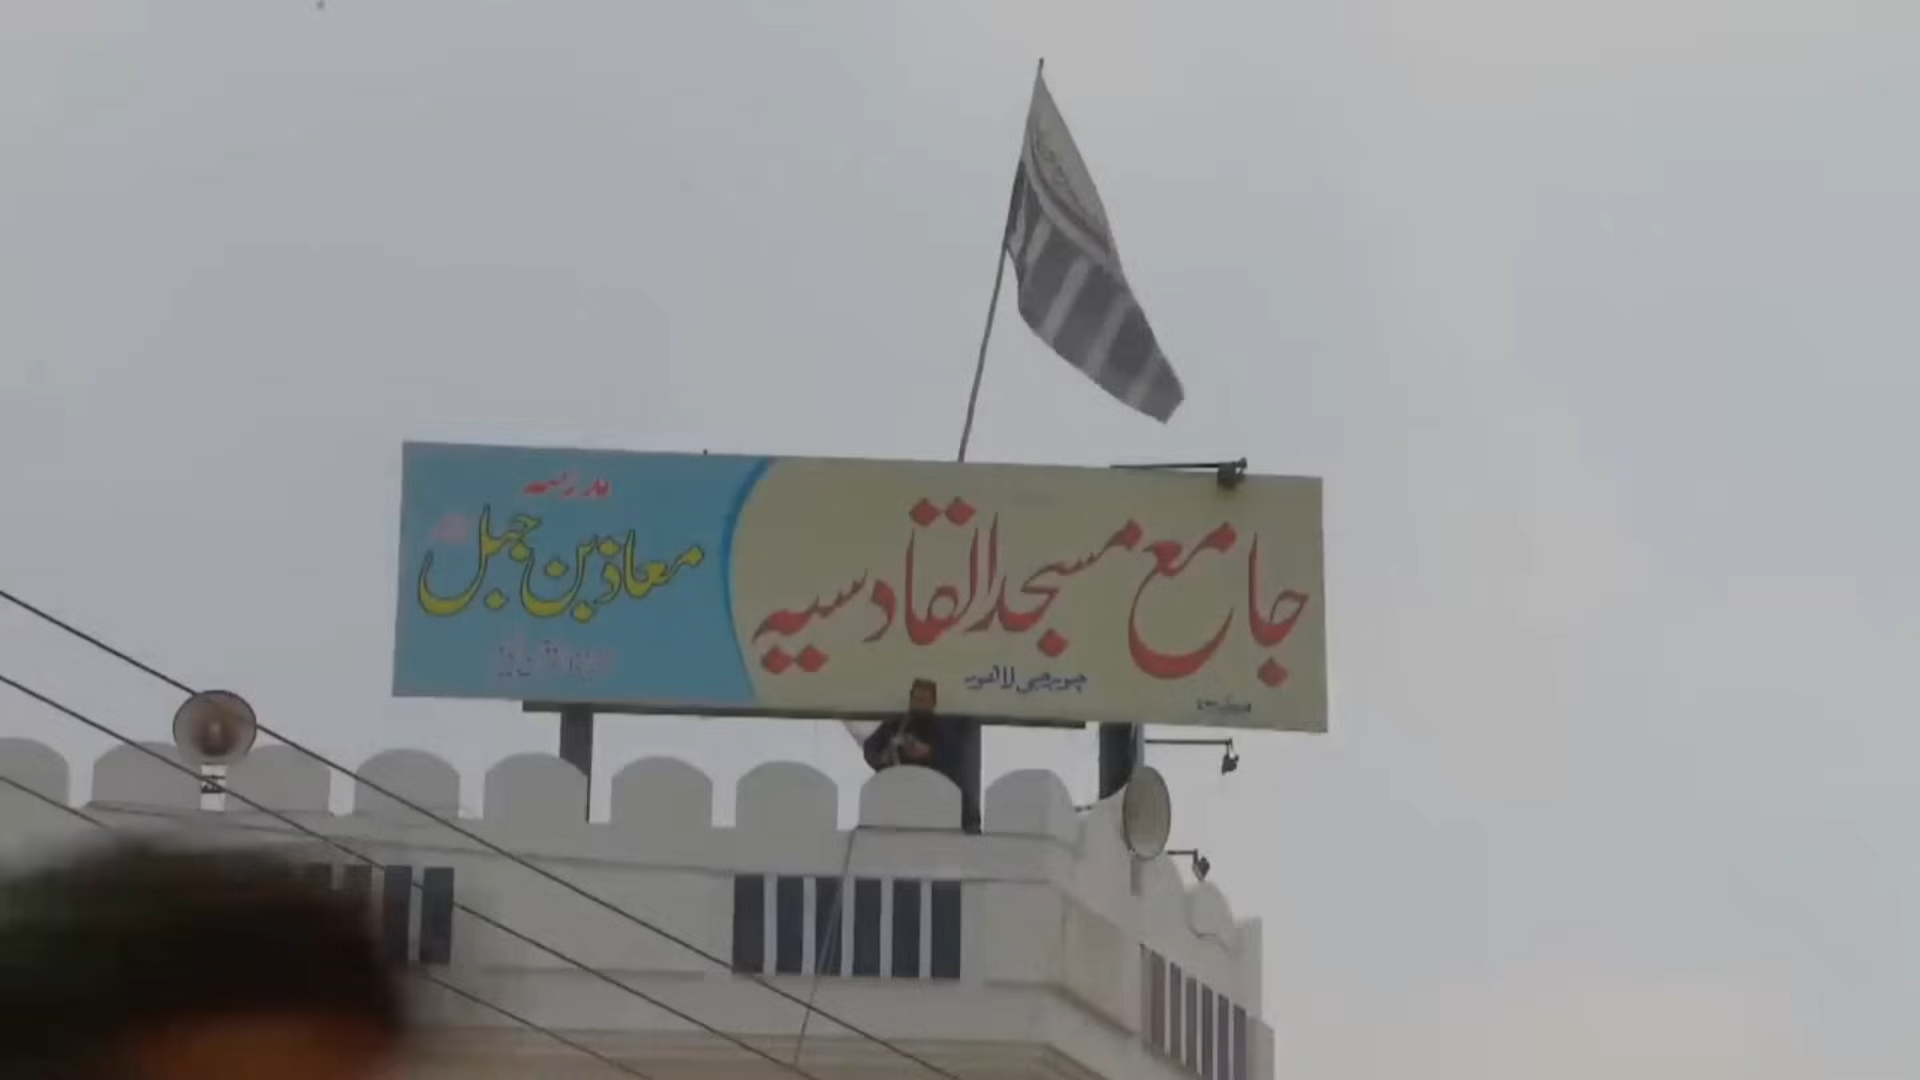 جامع مسجد القادسیہ
چوبرجی لاہور
مدرسہ
معاذ بن جبل